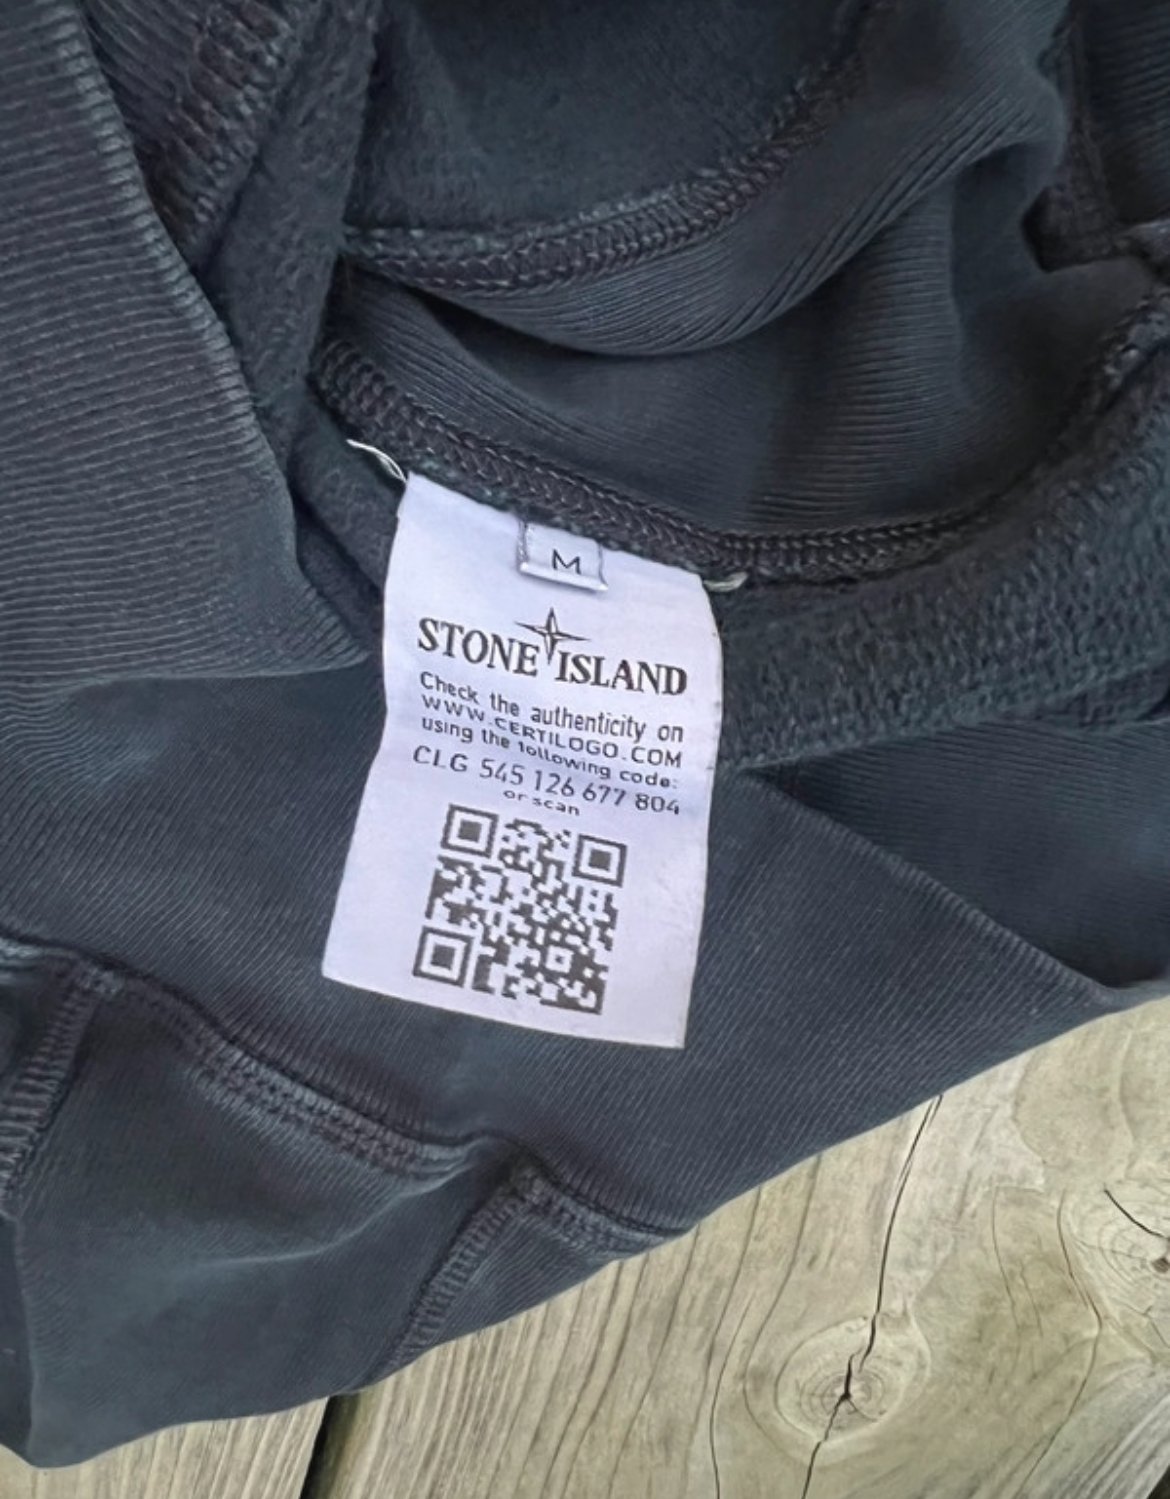 M
STONE ISLAND
Check the authenticity on
WWW.CERTILOGO.COM
using the following code:
CLG 545 126 677 804
or scan